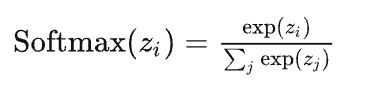 Softmax(z_i) = exp(z_i) / ∑_j exp(z_j)